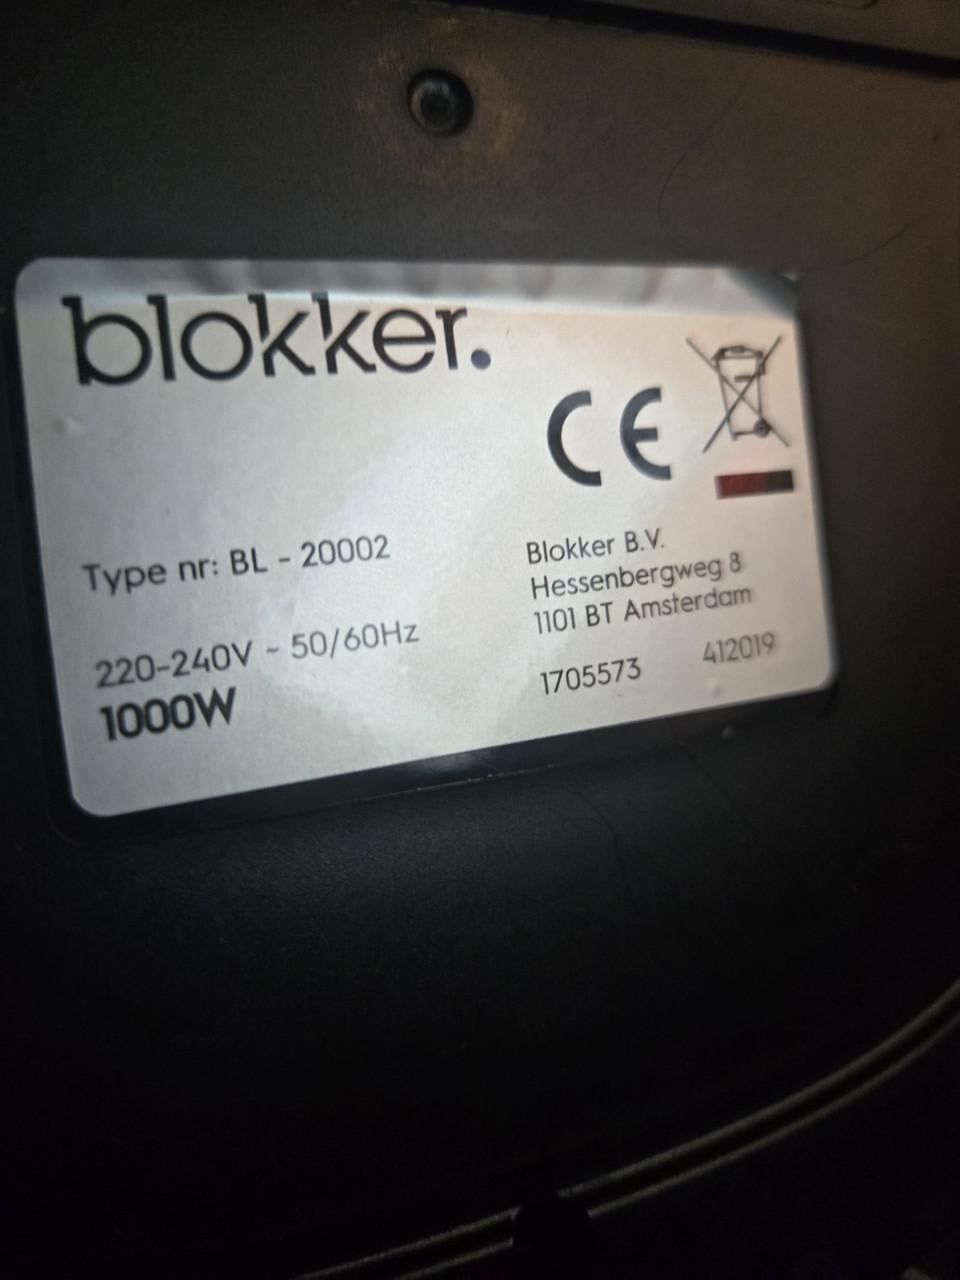 blokker.
CE
Type nr: BL - 20002
220-240V ~ 50/60Hz
1000W
Blokker B.V.
Hessenbergweg 8
1101 BT Amsterdam
1705573 412019